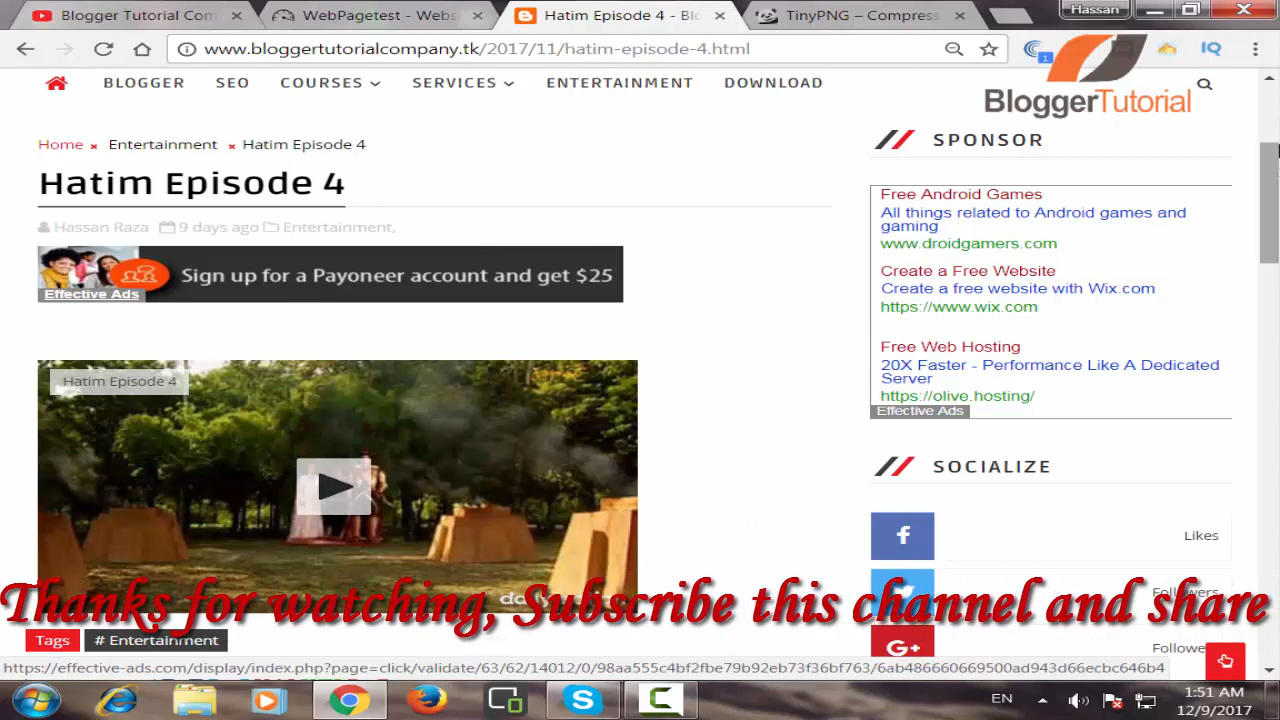 Blogger Tutorial Com
WebPagetest - Webs
Hatim Episode 4 - Blo
TinyPNG – Compress
Hassan
www.bloggertutorialcompany.tk/2017/11/hatim-episode-4.html
1
IQ
BLOGGER
SEO
COURSES
SERVICES
ENTERTAINMENT
DOWNLOAD
BloggerTutorial
Home × Entertainment × Hatim Episode 4
Hatim Episode 4
Hassan Raza 9 days ago Entertainment,
Sign up for a Payoneer account and get $25
Effective Ads
Hatim Episode 4
SPONSOR
Free Android Games
All things related to Android games and
gaming
www.droidgamers.com
Create a Free Website
Create a free website with Wix.com
https://www.wix.com
Free Web Hosting
20X Faster - Performance Like A Dedicated
Server
https://olive.hosting/
Effective Ads
SOCIALIZE
f
Likes
Followers
G+
Followe
Thanks for watching, Subscribe this channel and share
Tags
# Entertainment
https://effective-ads.com/display/index.php?page=click/validate/63/62/14012/0/98aa555c4bf2fbe79b92eb73f36bf763/6ab486660669500ad943d66ecbc646b4
EN
1:51 AM
12/9/2017